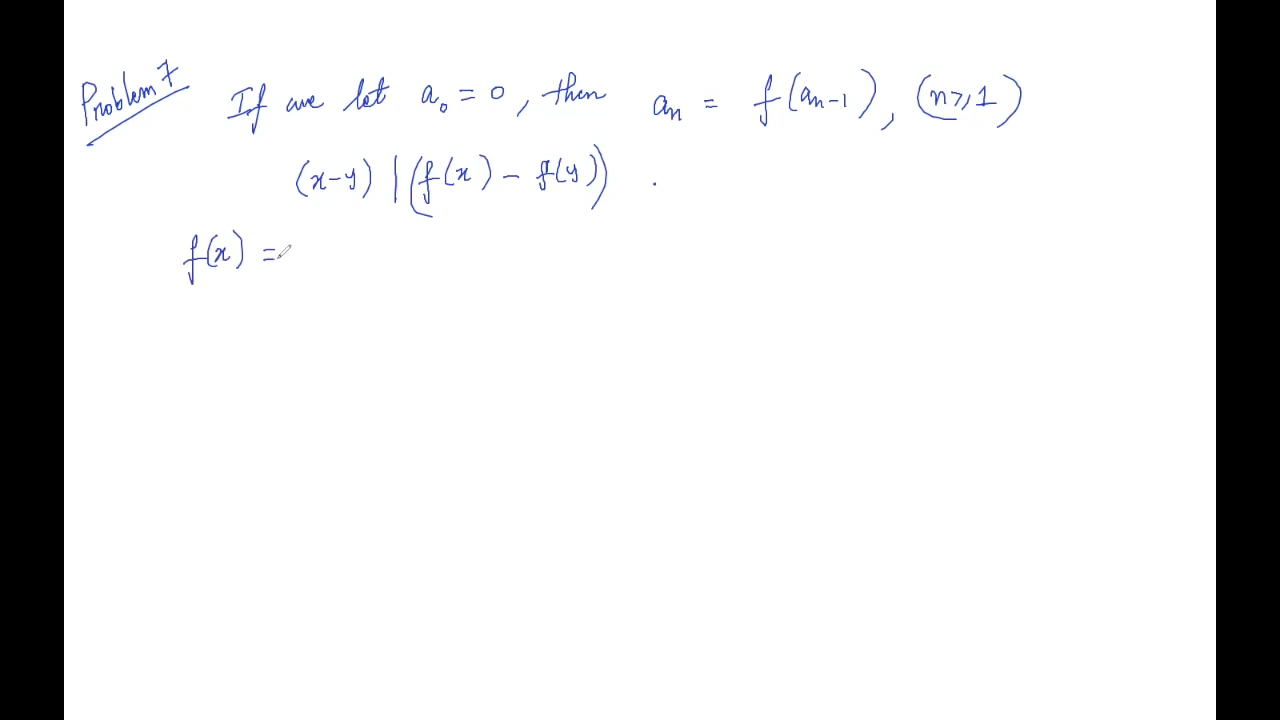 Problem 7
If we let a₀ = 0, then aₙ = f(aₙ₋₁), (n≥1)
(x-y) | (f(x) - f(y)).
f(x) =